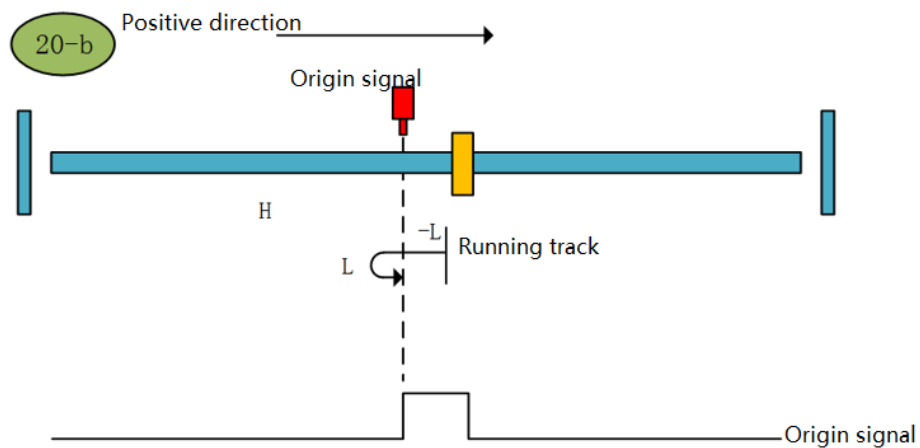 20-b
Positive direction
Origin signal
H
-L
Running track
L
Origin signal